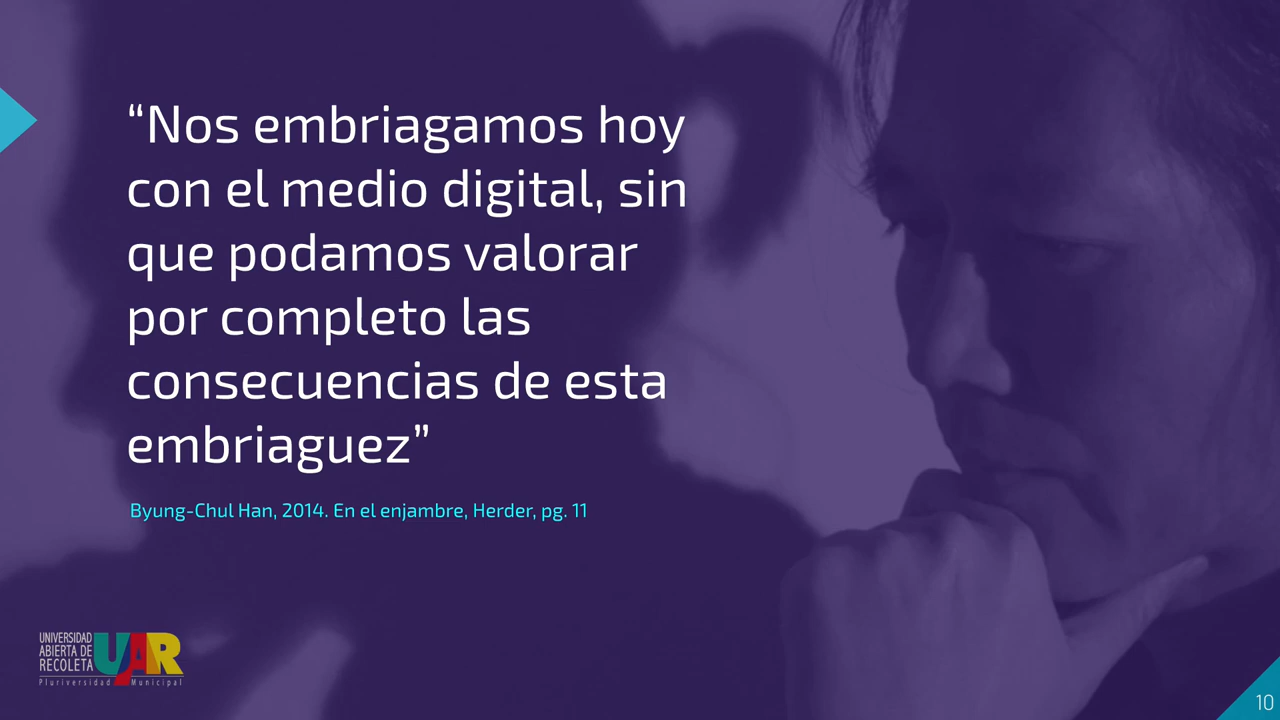 “Nos embriagamos hoy
con el medio digital, sin
que podamos valorar
por completo las
consecuencias de esta
embriaguez”
Byung-Chul Han, 2014. En el enjambre, Herder, pg. 11
UNIVERSIDAD
ABIERTA DE
RECOLETA
UAR
Pluriversidad Municipal
10